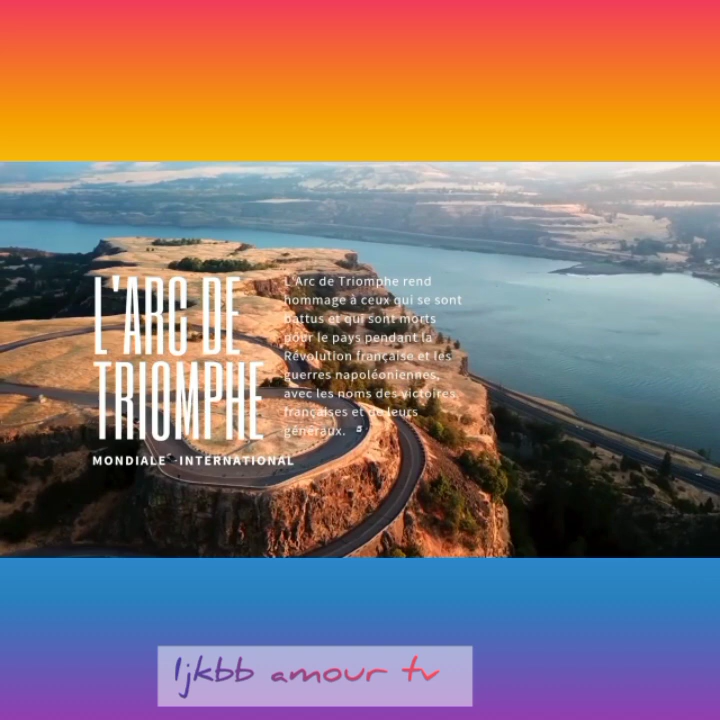 L'ARC DE
TRIOMPHE
MONDIALE - INTERNATIONAL
L'Arc de Triomphe rend
hommage à ceux qui se sont
battus et qui sont morts
pour le pays pendant la
Révolution française et les
guerres napoléoniennes,
avec les noms des victoires
françaises et de leurs
généraux.
ljkbb amour tv